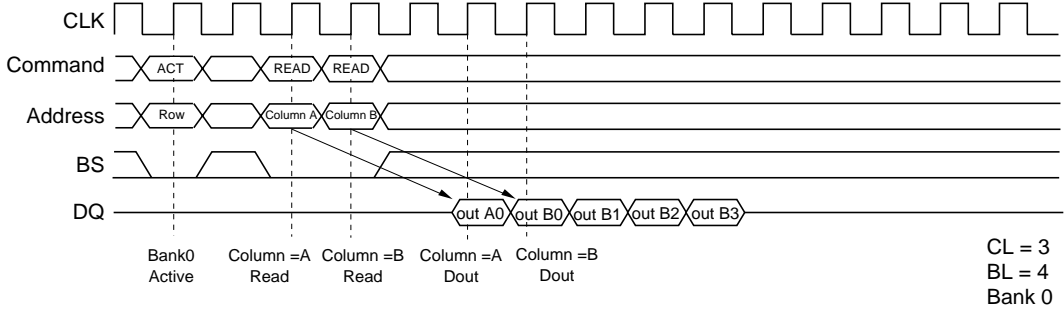 CLK
Command ACT READ READ
Address Row Column A Column B
BS
DQ out A0 out B0 out B1 out B2 out B3
Bank0 Column =A Column =B Column =A Column =B
Active Read Read Dout Dout
CL = 3
BL = 4
Bank 0